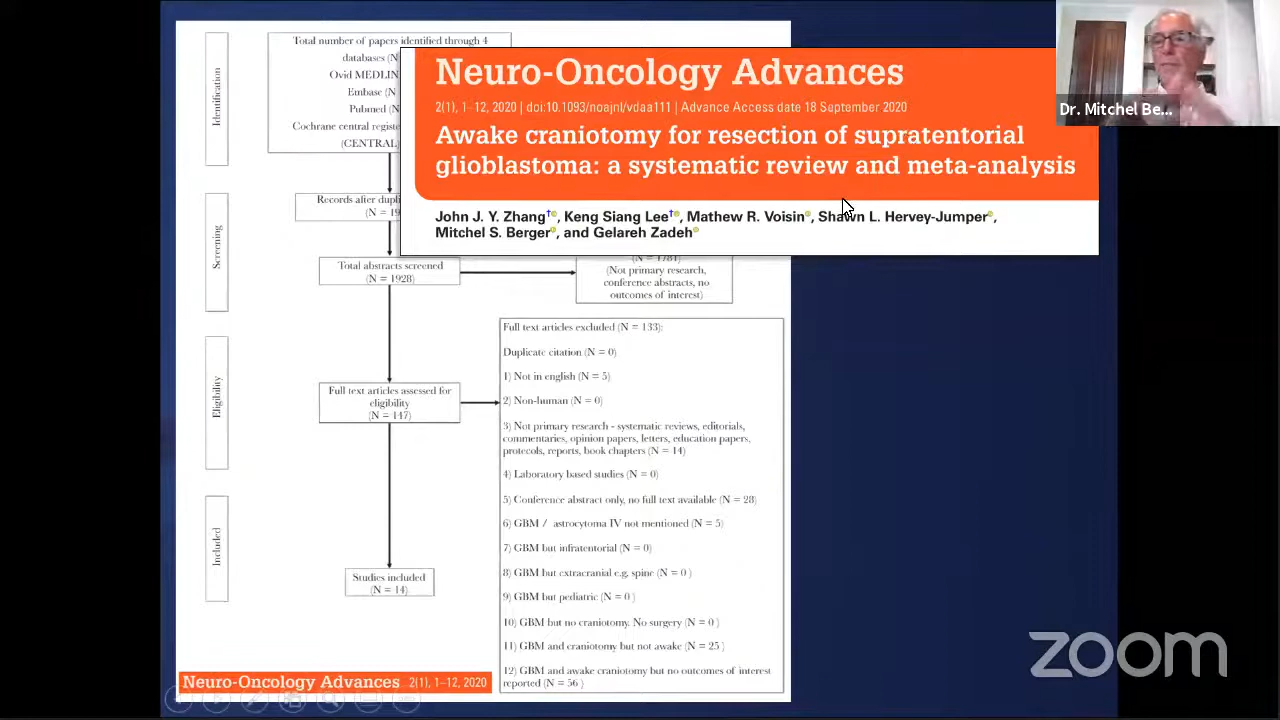 Identification
Total number of papers identified through 4
databases (N
Ovid MEDLIN
Embase (N
Pubmed (N
Cochrane central registe
(CENTRAL)
Neuro-Oncology Advances
2(1), 1–12, 2020 | doi:10.1093/noajnl/vdaa111 | Advance Access date 18 September 2020
Awake craniotomy for resection of supratentorial
glioblastoma: a systematic review and meta-analysis
John J. Y. Zhang†, Keng Siang Lee†, Mathew R. Voisin, Shawn L. Hervey-Jumper,
Mitchel S. Berger, and Gelareh Zadeh
Dr. Mitchel Be...
Screening
Records after dupli
(N = 19
Total abstracts screened
(N = 1928)
(N = 1781)
(Not primary research,
conference abstracts, no
outcomes of interest)
Eligibility
Full text articles assessed for
eligibility
(N = 147)
Full text articles excluded (N = 133):
Duplicate citation (N = 0)
1) Not in english (N = 5)
2) Non-human (N = 0)
3) Not primary research - systematic reviews, editorials,
commentaries, opinion papers, letters, education papers,
protocols, reports, book chapters (N = 14)
4) Laboratory based studies (N = 0)
5) Conference abstract only, no full text available (N = 28)
6) GBM / astrocytoma IV not mentioned (N = 5)
7) GBM but infratentorial (N = 0)
8) GBM but extracranial e.g. spine (N = 0 )
9) GBM but pediatric (N = 0 )
10) GBM but no craniotomy. No surgery (N = 0 )
11) GBM and craniotomy but not awake (N = 25 )
12) GBM and awake craniotomy but no outcomes of interest
reported (N = 56 )
Included
Studies included
(N = 14)
Neuro-Oncology Advances 2(1), 1–12, 2020
zoom